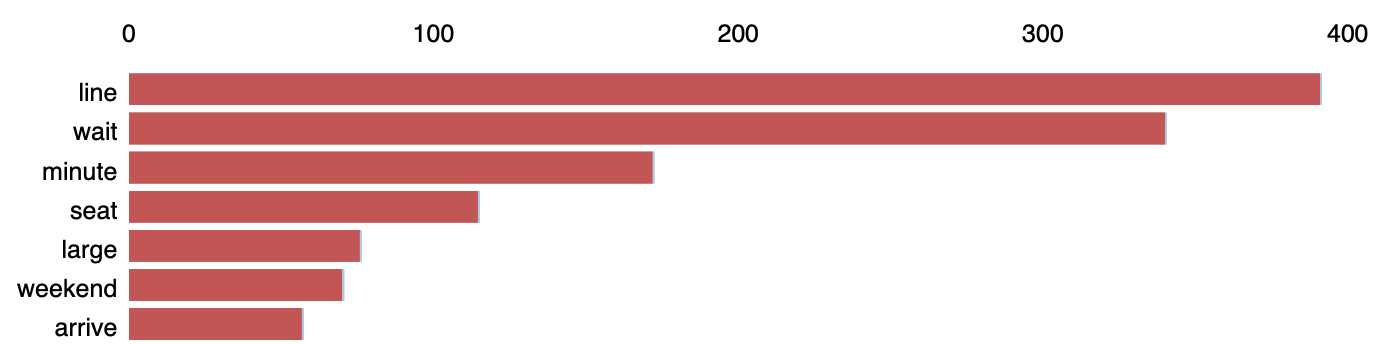 0 100 200 300 400
line
wait
minute
seat
large
weekend
arrive